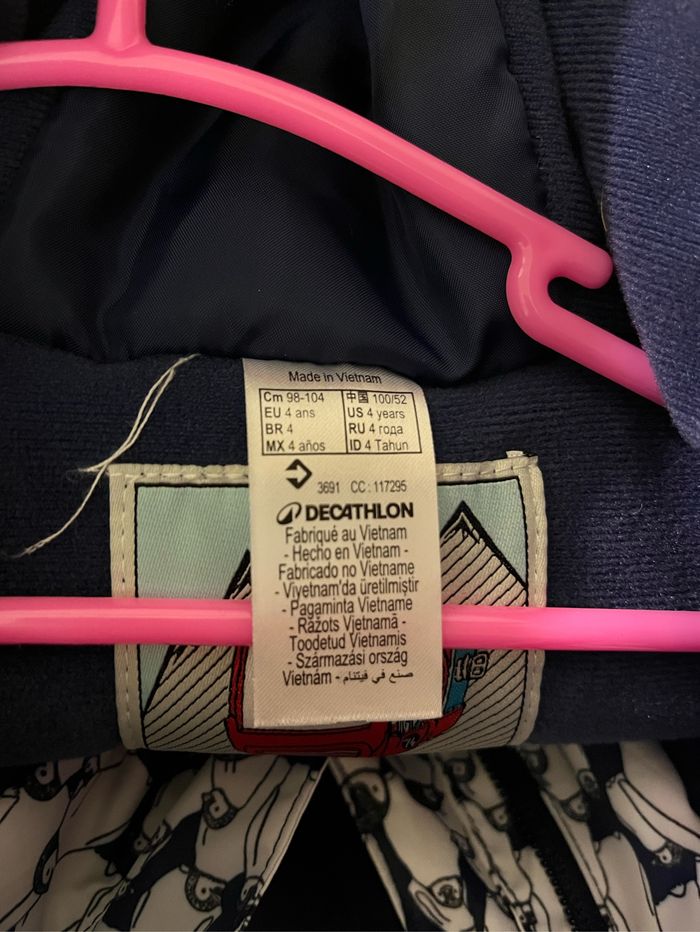 Made in Vietnam
Cm 98-104 中国 100/52
EU 4 ans US 4 years
BR 4 RU 4 года
MX 4 años ID 4 Tahun
3691 CC : 117295
DECATHLON
Fabriqué au Vietnam
- Hecho en Vietnam -
Fabricado no Vietname
- Viyetnam'da üretilmiştir
- Pagaminta Vietname
- Ražots Vjetnamā -
Toodetud Vietnamis
- Származási ország
Vietnám - صنع في فيتنام